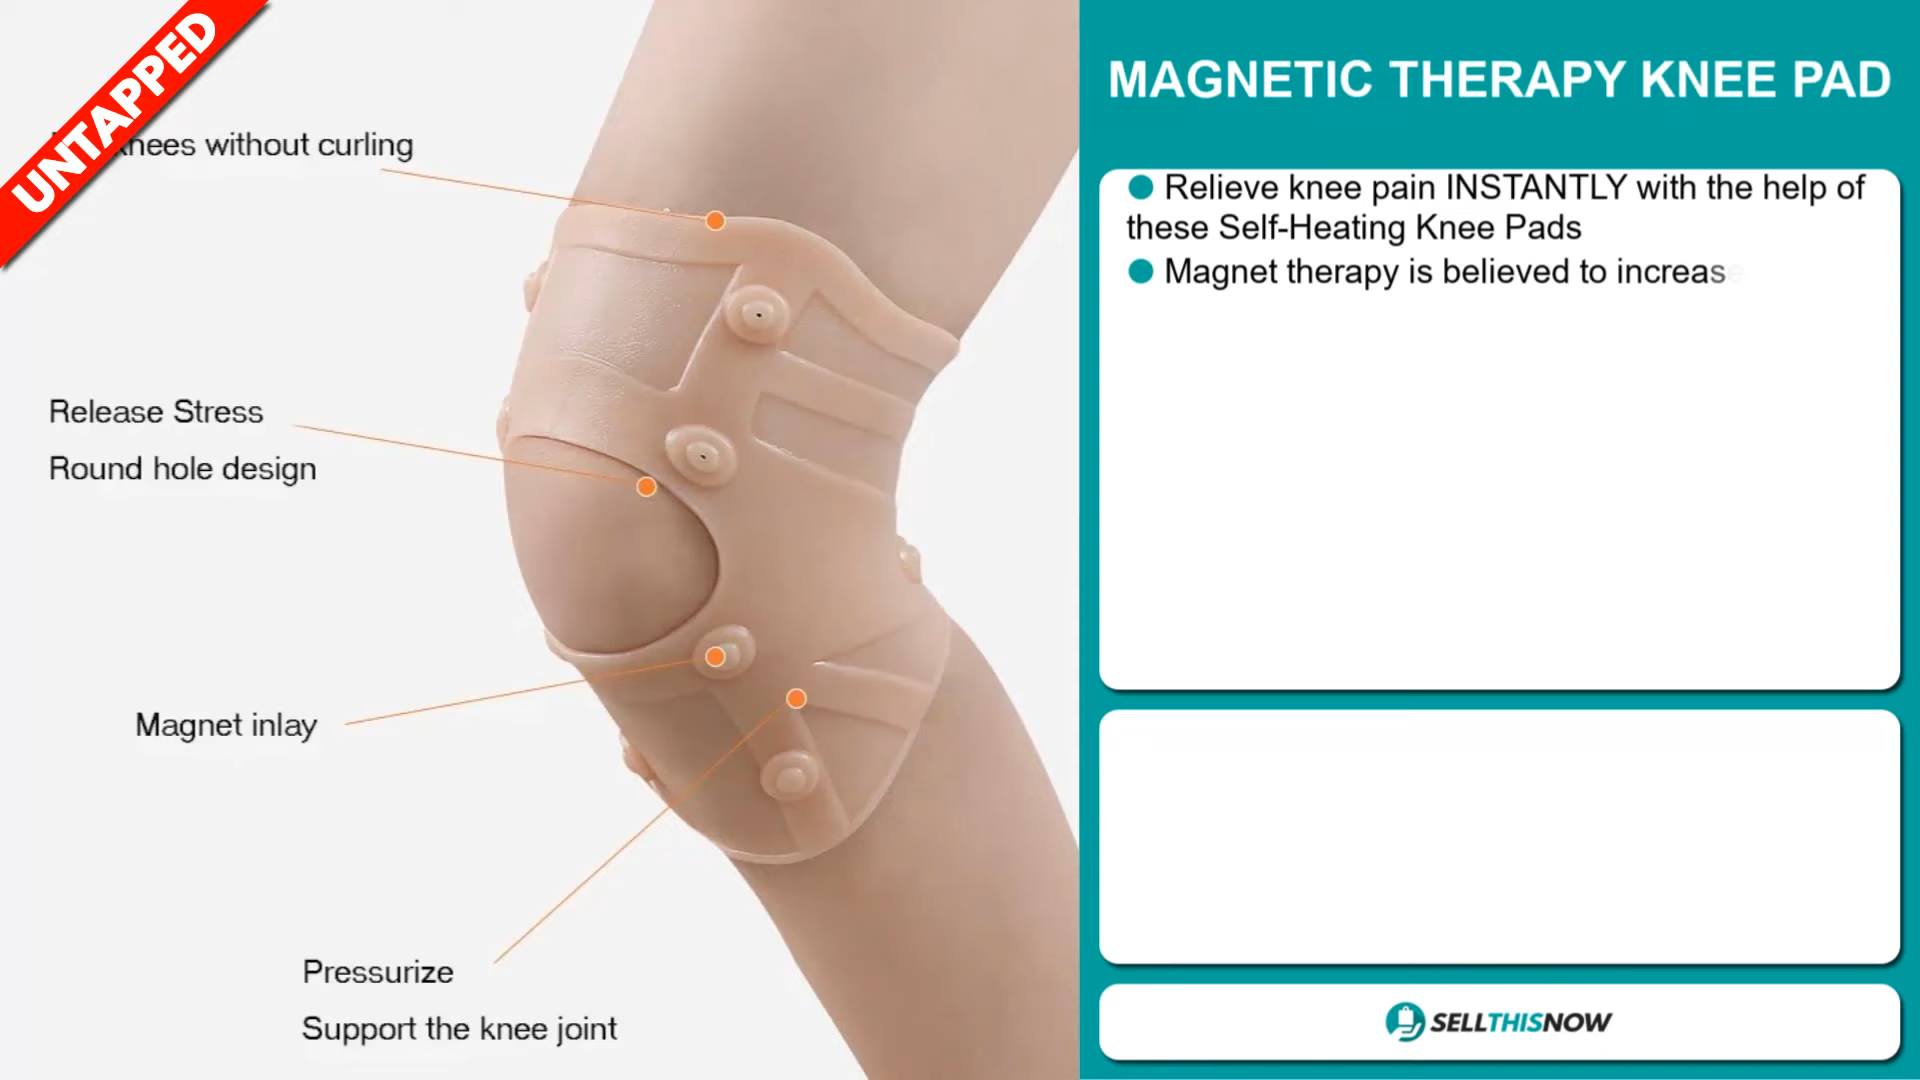 UNTAPPED
knees without curling
Release Stress
Round hole design
Magnet inlay
Pressurize
Support the knee joint
MAGNETIC THERAPY KNEE PAD
● Relieve knee pain INSTANTLY with the help of
these Self-Heating Knee Pads
● Magnet therapy is believed to increase
SELLTHISNOW